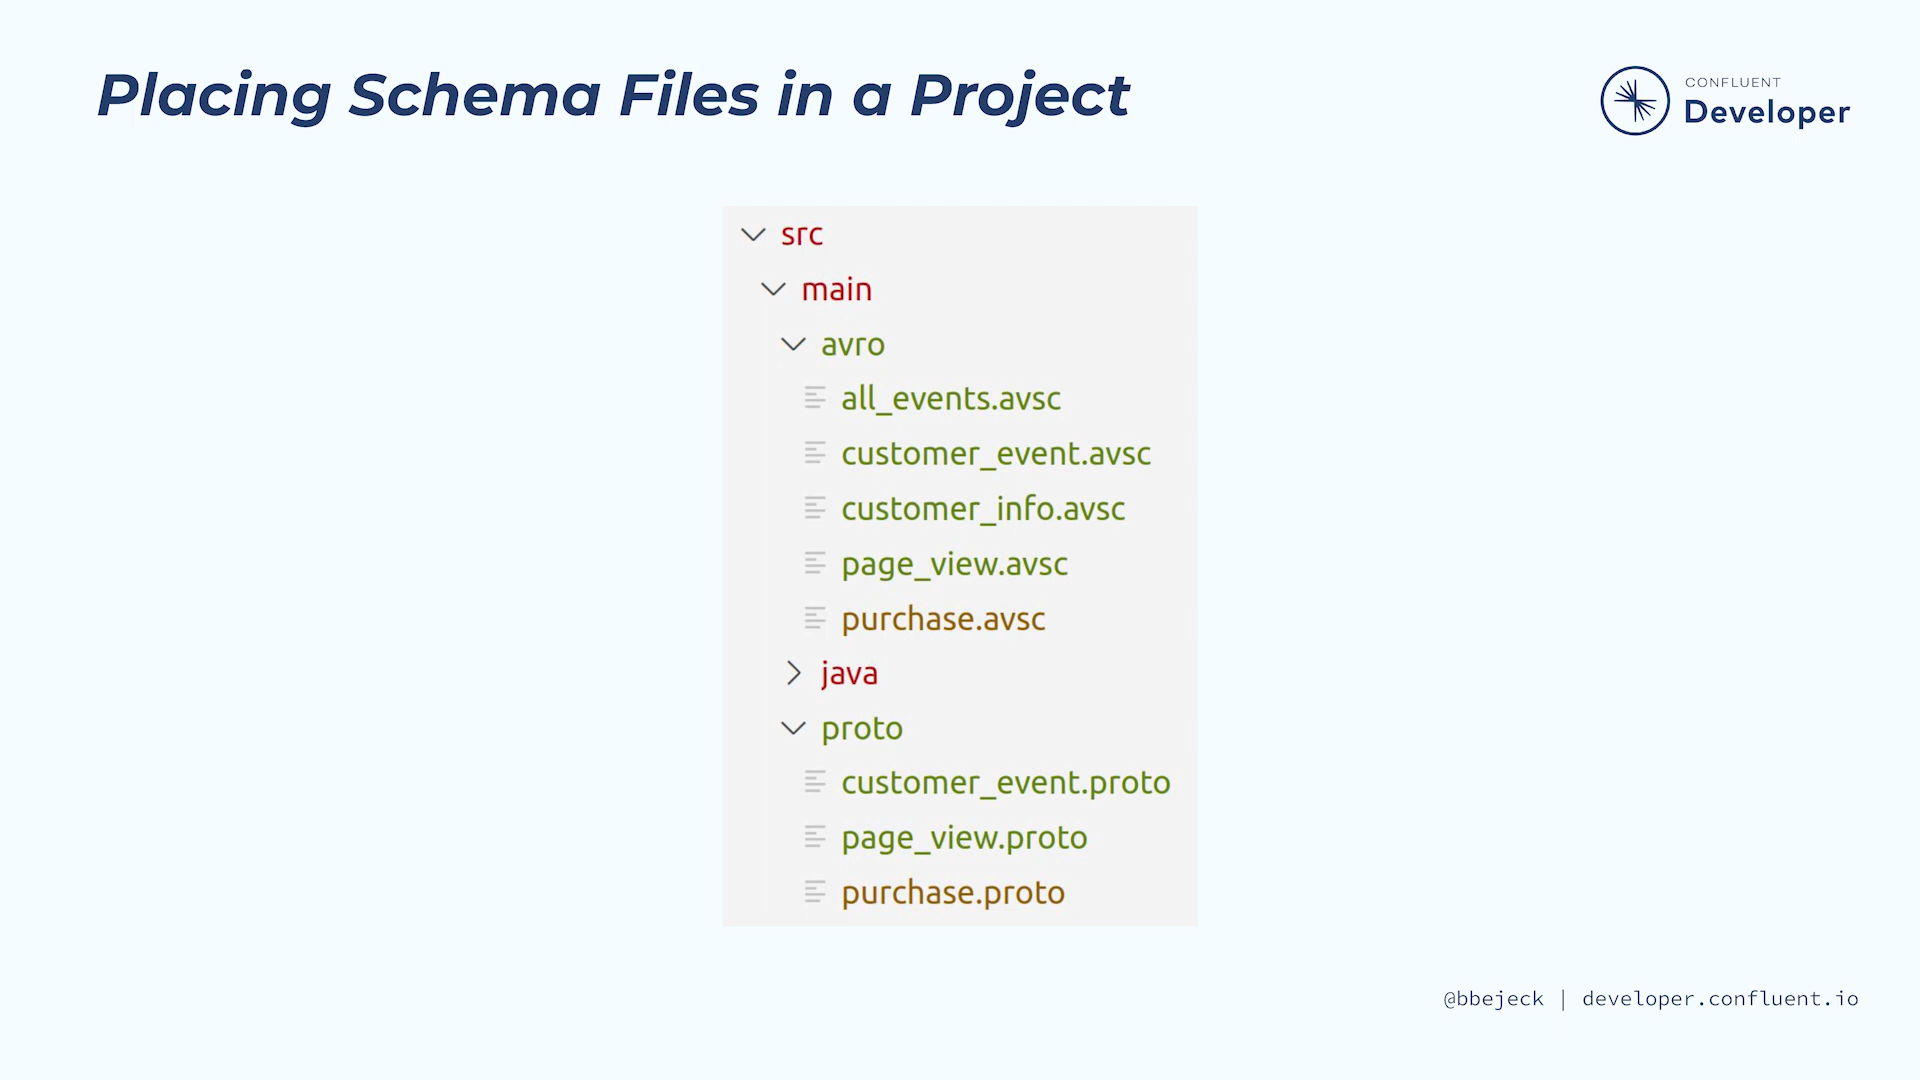 Placing Schema Files in a Project
CONFLUENT
Developer
src
main
avro
all_events.avsc
customer_event.avsc
customer_info.avsc
page_view.avsc
purchase.avsc
java
proto
customer_event.proto
page_view.proto
purchase.proto
@bbejeck | developer.confluent.io